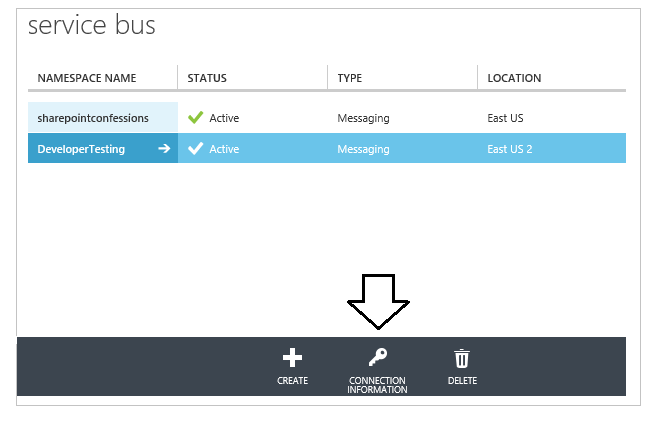 service bus
NAMESPACE NAME STATUS TYPE LOCATION
sharepointconfessions Active Messaging East US
DeveloperTesting Active Messaging East US 2
CREATE CONNECTION INFORMATION DELETE